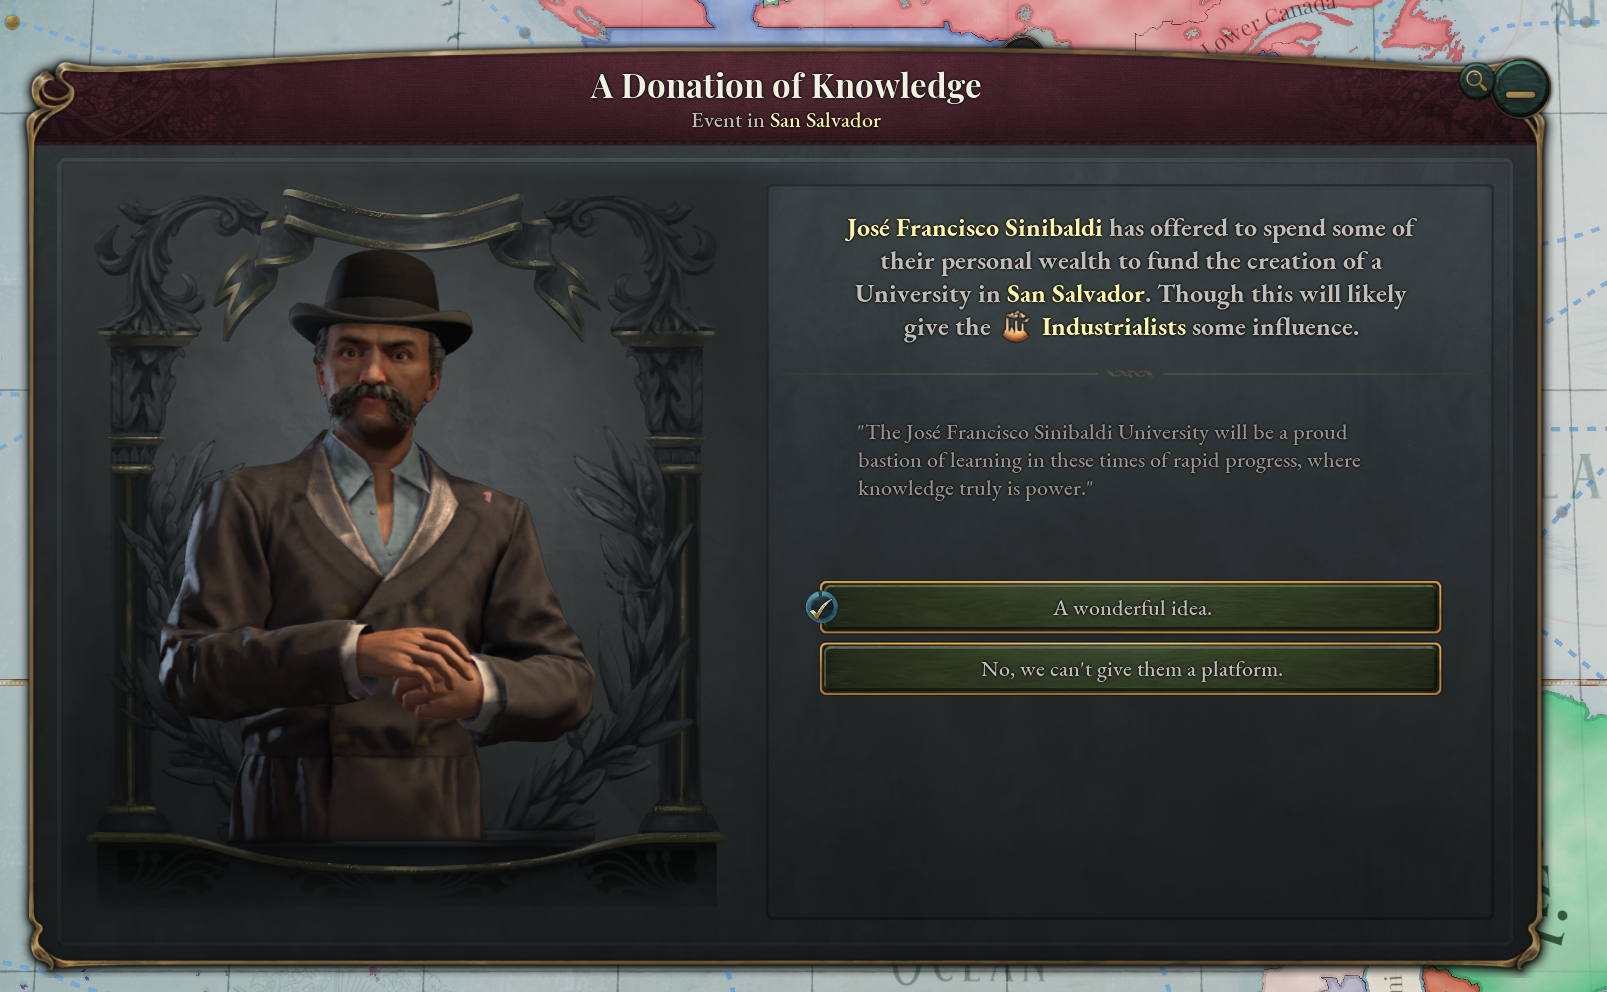 Lower Canada
A Donation of Knowledge
Event in San Salvador
José Francisco Sinibaldi has offered to spend some of
their personal wealth to fund the creation of a
University in San Salvador. Though this will likely
give the Industrialists some influence.
"The José Francisco Sinibaldi University will be a proud
bastion of learning in these times of rapid progress, where
knowledge truly is power."
A wonderful idea.
No, we can't give them a platform.
OCEAN